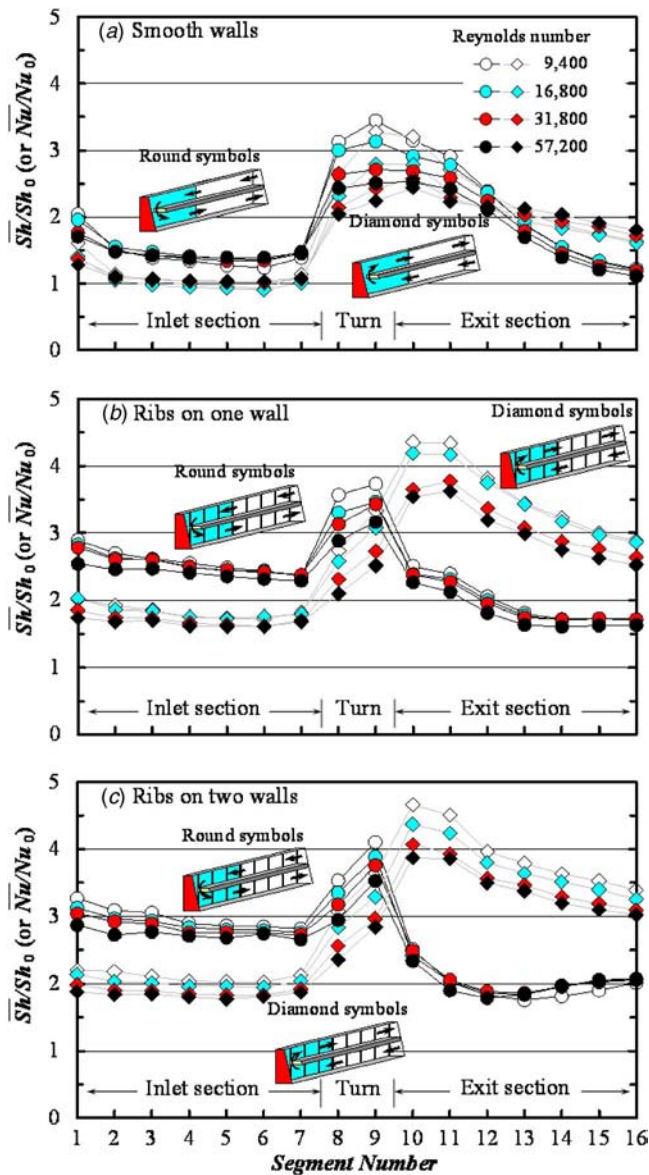 (a) Smooth walls
Reynolds number
9,400
16,800
31,800
57,200
Round symbols
Diamond symbols
Inlet section
Turn
Exit section
Sh/Sh0 (or Nu/Nu0)
5
4
3
2
1
0
(b) Ribs on one wall
Diamond symbols
Round symbols
Inlet section
Turn
Exit section
Sh/Sh0 (or Nu/Nu0)
5
4
3
2
1
0
(c) Ribs on two walls
Round symbols
Diamond symbols
Inlet section
Turn
Exit section
Sh/Sh0 (or Nu/Nu0)
5
4
3
2
1
0
1 2 3 4 5 6 7 8 9 10 11 12 13 14 15 16
Segment Number